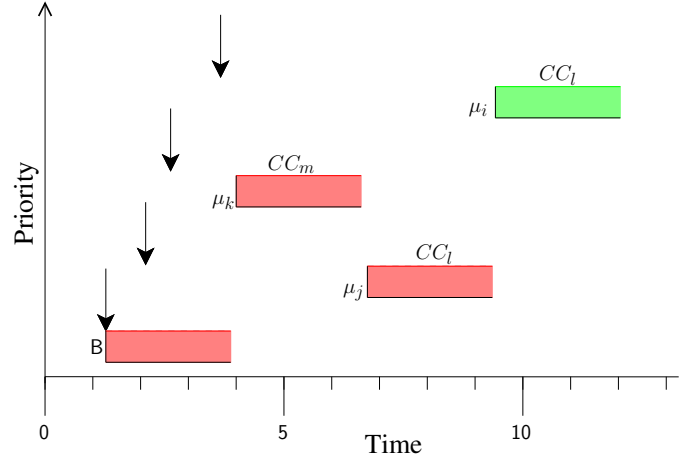 CC_l
μ_i
CC_m
μ_k
CC_l
μ_j
B
Priority
0
5
10
Time